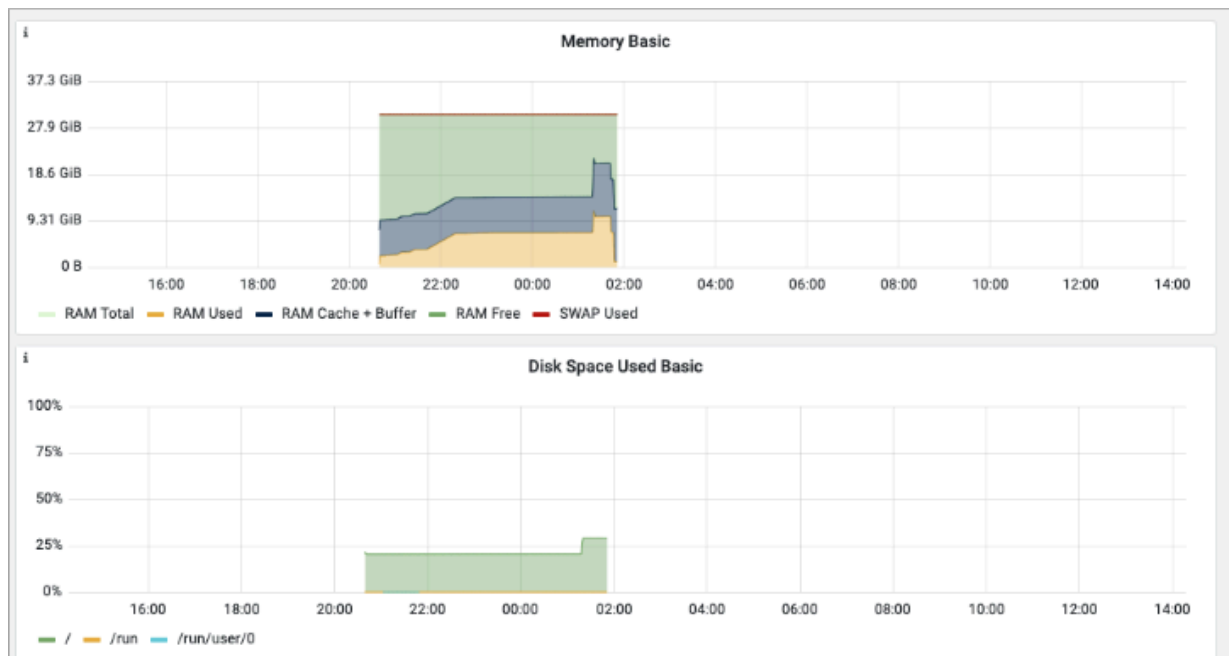 i
Memory Basic
37.3 GiB
27.9 GiB
18.6 GiB
9.31 GiB
0 B
16:00 18:00 20:00 22:00 00:00 02:00 04:00 06:00 08:00 10:00 12:00 14:00
RAM Total RAM Used RAM Cache + Buffer RAM Free SWAP Used
i
Disk Space Used Basic
100%
75%
50%
25%
0%
16:00 18:00 20:00 22:00 00:00 02:00 04:00 06:00 08:00 10:00 12:00 14:00
/ /run /run/user/0